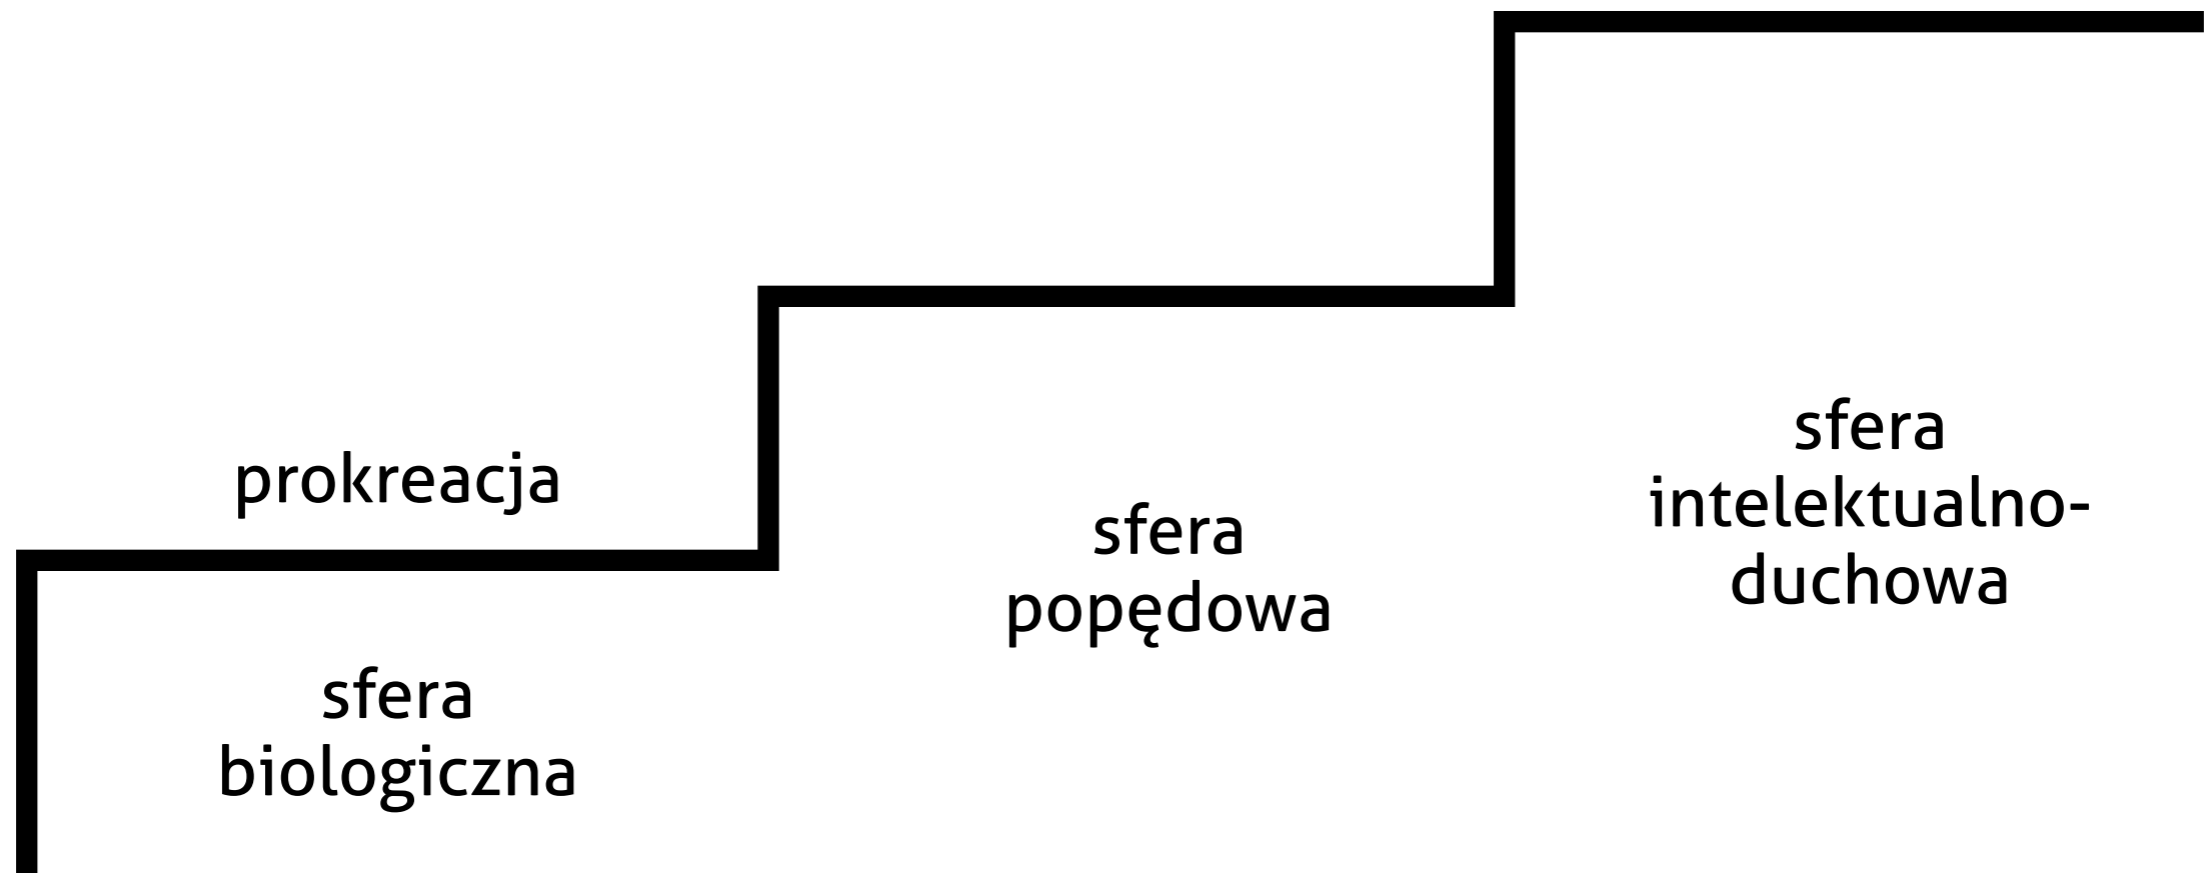 prokreacja
sfera
biologiczna
sfera
popędowa
sfera
intelektualno-
duchowa